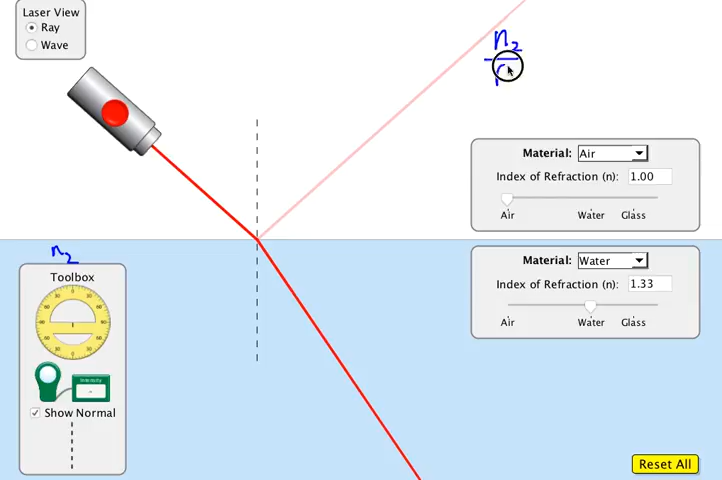 Laser View
Ray
Wave
n2
Material: Air
Index of Refraction (n): 1.00
Air Water Glass
n2
Material: Water
Index of Refraction (n): 1.33
Air Water Glass
Toolbox
Intensity
-
Show Normal
Reset All